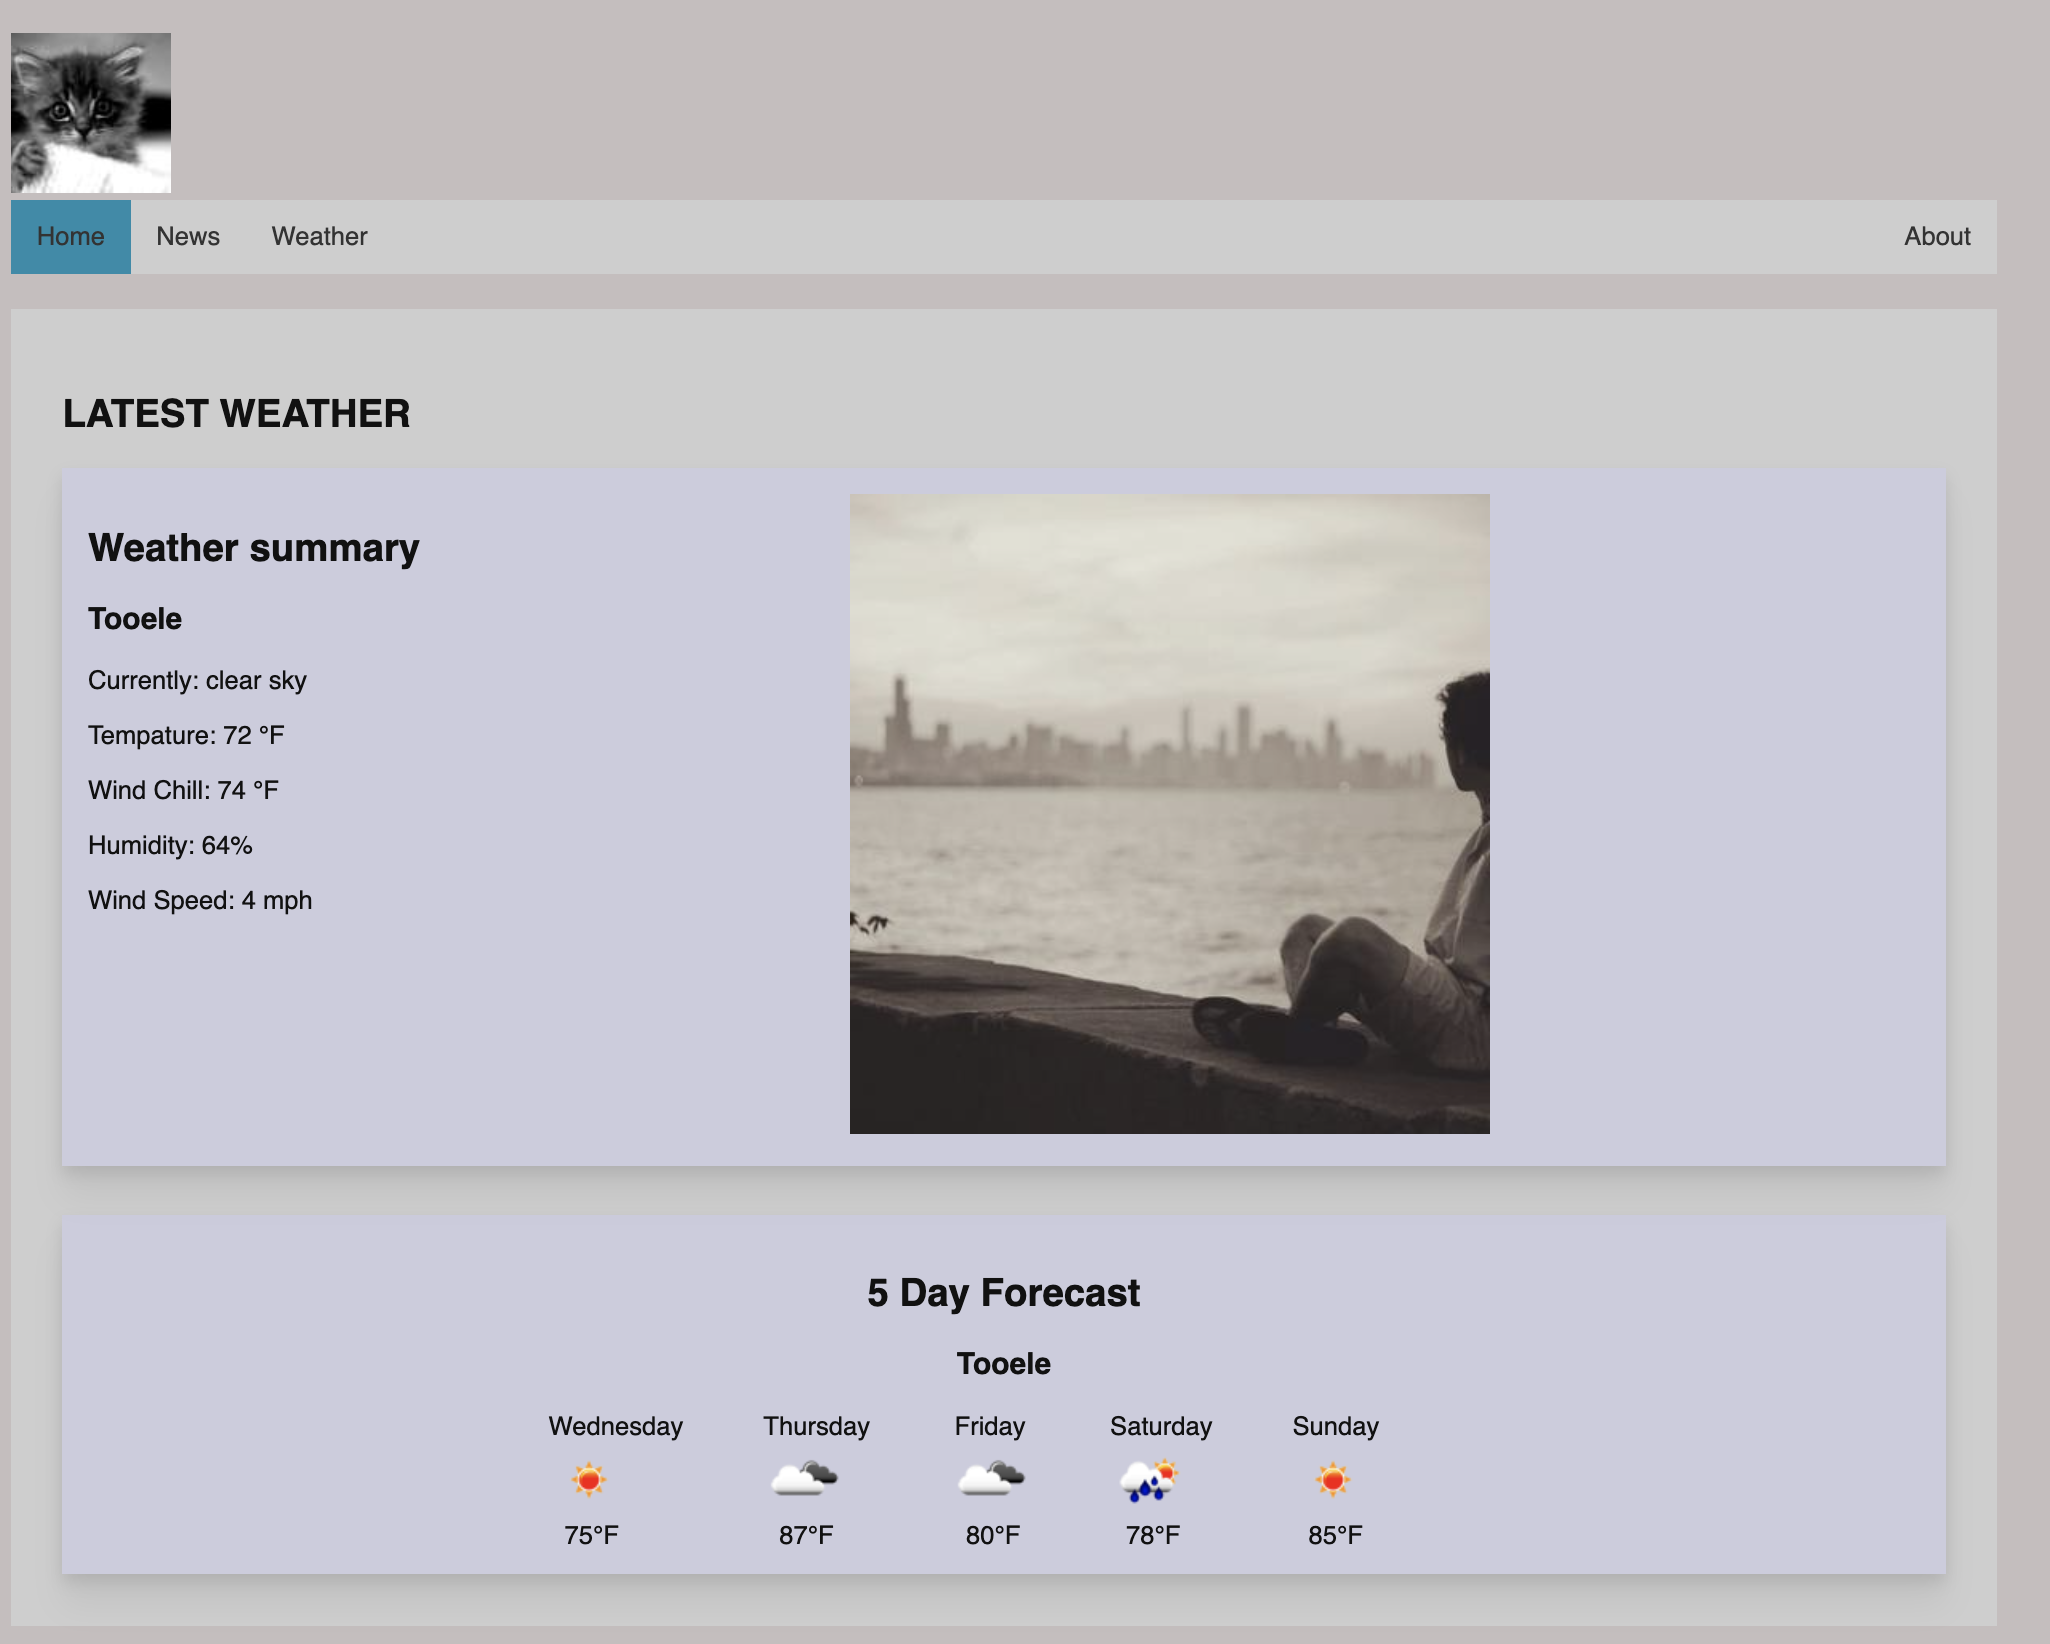 Home News Weather About
LATEST WEATHER
Weather summary
Tooele
Currently: clear sky
Tempature: 72 °F
Wind Chill: 74 °F
Humidity: 64%
Wind Speed: 4 mph
5 Day Forecast
Tooele
Wednesday Thursday Friday Saturday Sunday
75°F 87°F 80°F 78°F 85°F